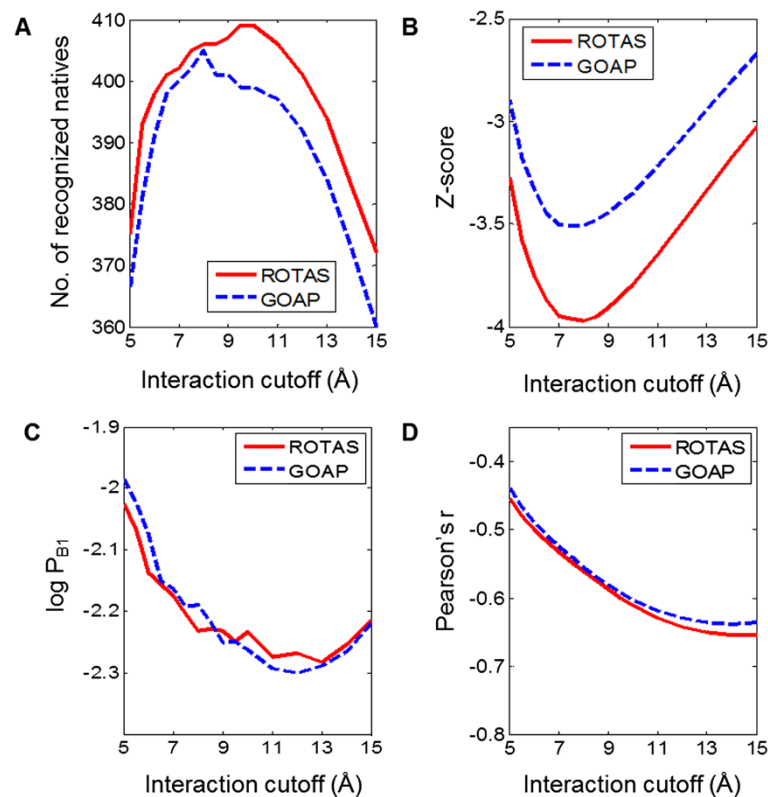 A
No. of recognized natives
410
400
390
380
370
360
5 7 9 11 13 15
Interaction cutoff (Å)
ROTAS
GOAP
B
Z-score
-2.5
-3
-3.5
-4
5 7 9 11 13 15
Interaction cutoff (Å)
ROTAS
GOAP
C
log P_B1
-1.9
-2
-2.1
-2.2
-2.3
5 7 9 11 13 15
Interaction cutoff (Å)
ROTAS
GOAP
D
Pearson's r
-0.4
-0.5
-0.6
-0.7
-0.8
5 7 9 11 13 15
Interaction cutoff (Å)
ROTAS
GOAP